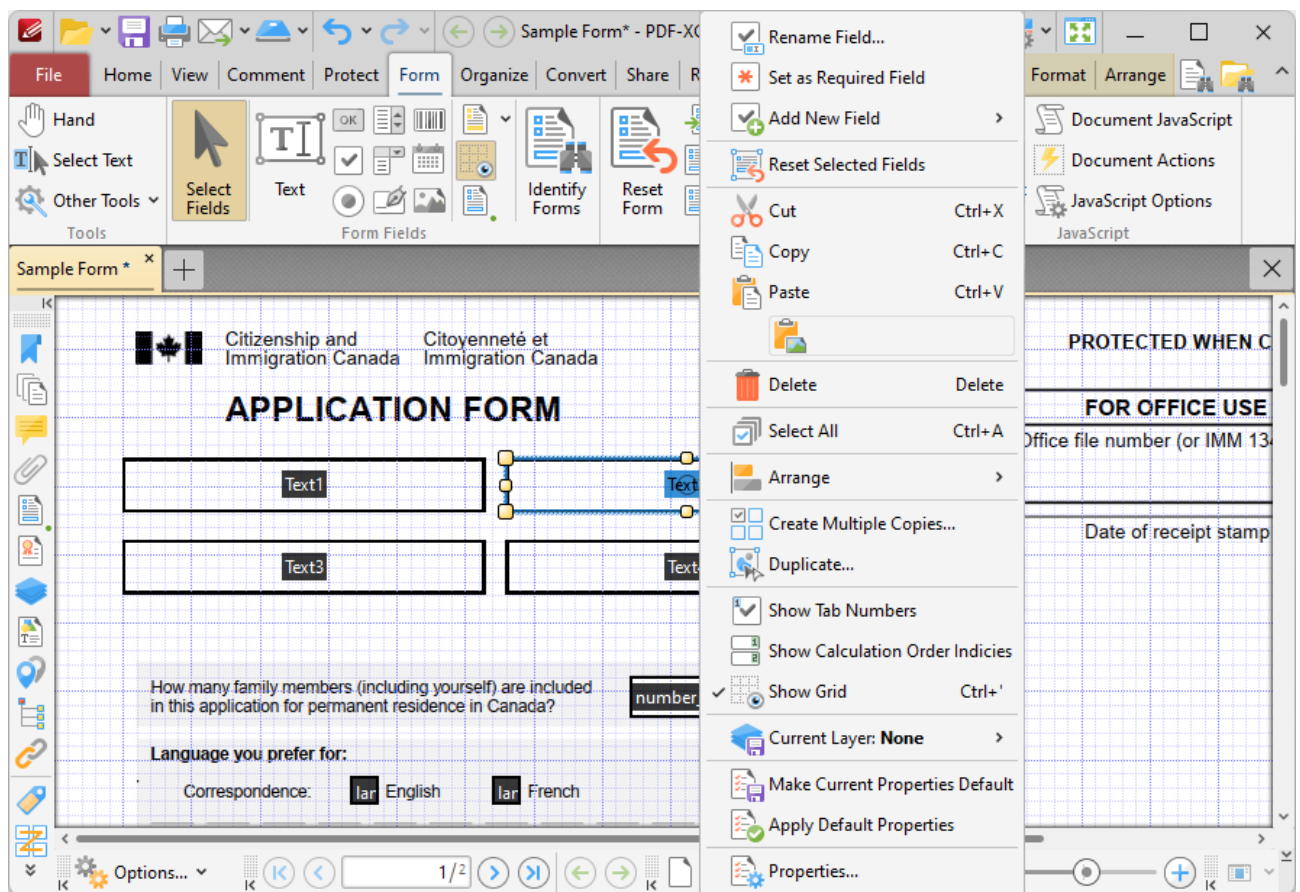 Sample Form* - PDF-XC
File Home View Comment Protect Form Organize Convert Share R Format Arrange
Hand
Select Text
Other Tools
Tools
Select Fields
T
Text
OK
Form Fields
Identify Forms
Reset Form
Document JavaScript
Document Actions
JavaScript Options
JavaScript
Sample Form *
Citizenship and
Immigration Canada
Citoyenneté et
Immigration Canada
PROTECTED WHEN C
APPLICATION FORM
FOR OFFICE USE
Office file number (or IMM 134
Text1
Text
Date of receipt stamp
Text3
Text4
How many family members (including yourself) are included
in this application for permanent residence in Canada?
number_
Language you prefer for:
Correspondence: lar English lar French
Options... 1/2
Rename Field...
Set as Required Field
Add New Field
Reset Selected Fields
Cut Ctrl+X
Copy Ctrl+C
Paste Ctrl+V
Delete Delete
Select All Ctrl+A
Arrange
Create Multiple Copies...
Duplicate...
Show Tab Numbers
Show Calculation Order Indicies
Show Grid Ctrl+'
Current Layer: None
Make Current Properties Default
Apply Default Properties
Properties...